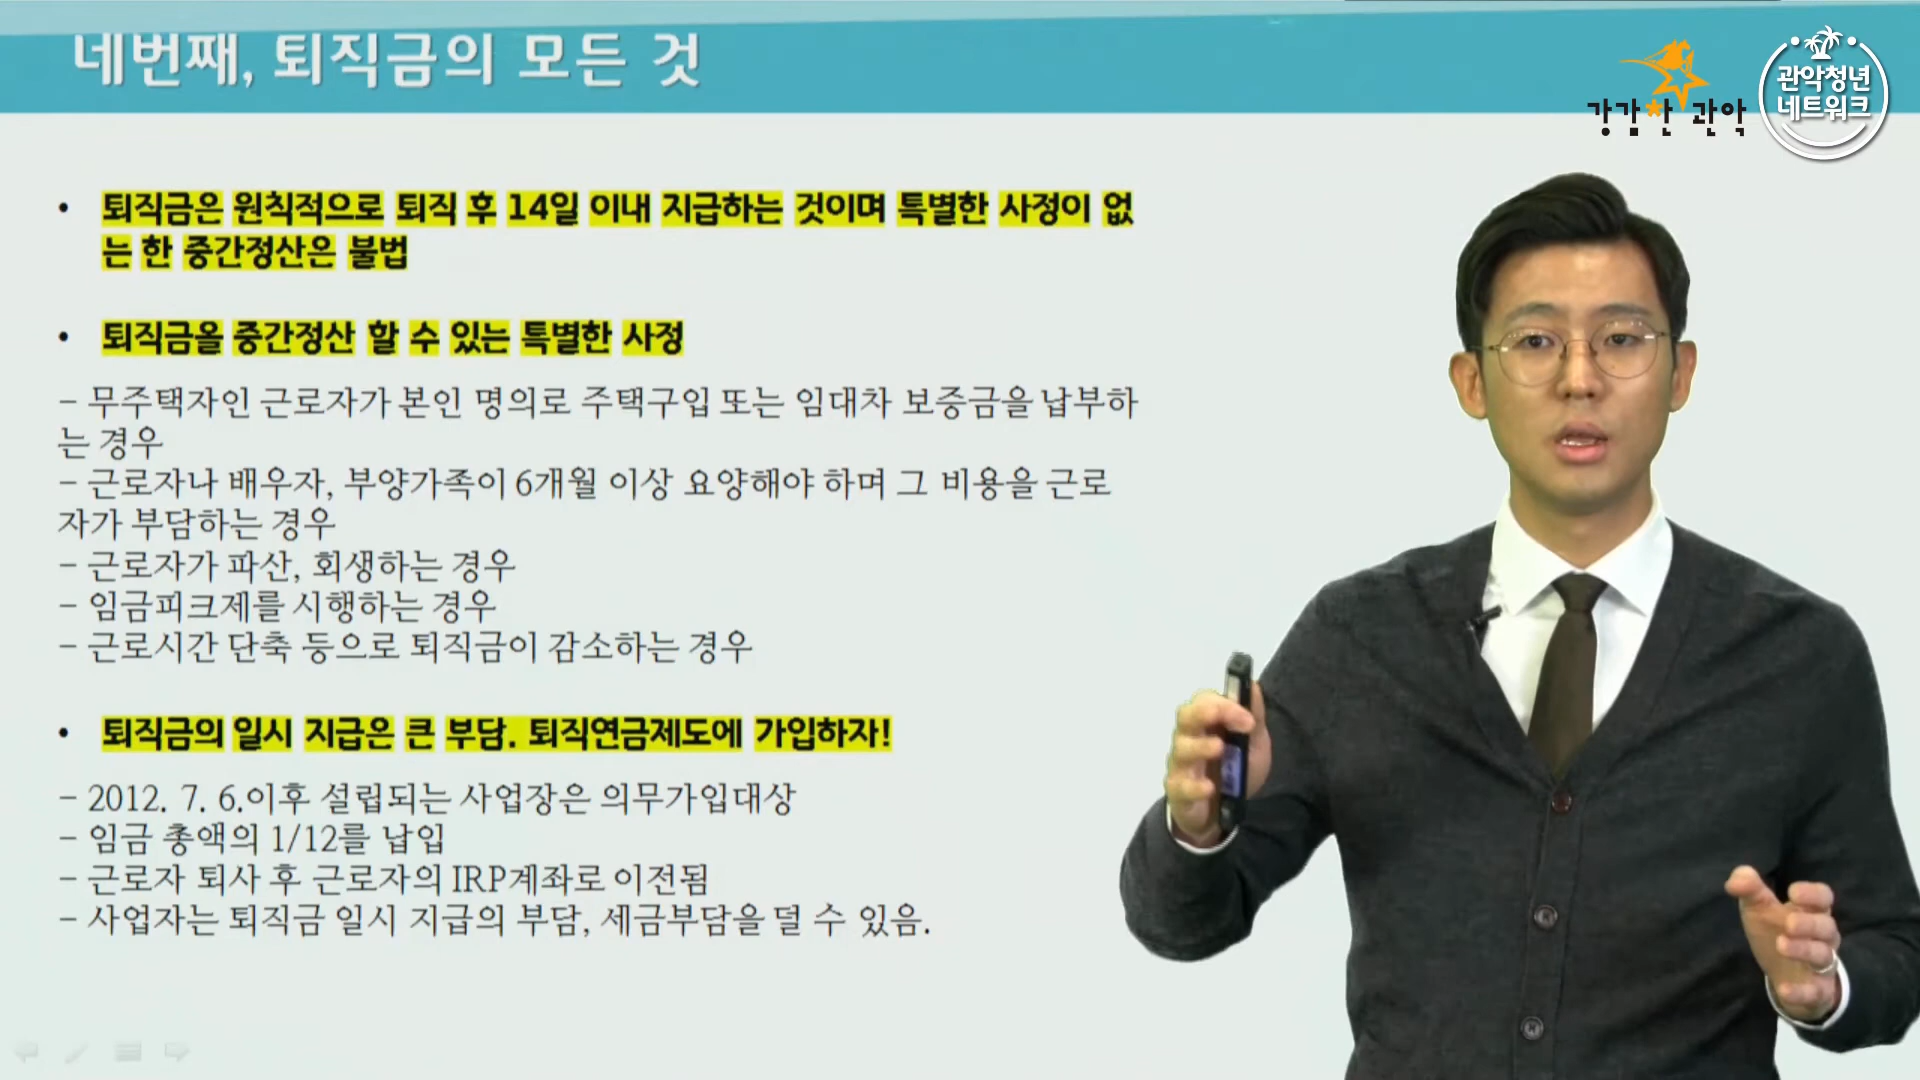 네번째, 퇴직금의 모든 것
강감찬 관악
관악청년
네트워크
• 퇴직금은 원칙적으로 퇴직 후 14일 이내 지급하는 것이며 특별한 사정이 없
는 한 중간정산은 불법
• 퇴직금을 중간정산 할 수 있는 특별한 사정
- 무주택자인 근로자가 본인 명의로 주택구입 또는 임대차 보증금을 납부하
는 경우
- 근로자나 배우자, 부양가족이 6개월 이상 요양해야 하며 그 비용을 근로
자가 부담하는 경우
- 근로자가 파산, 회생하는 경우
- 임금피크제를 시행하는 경우
- 근로시간 단축 등으로 퇴직금이 감소하는 경우
• 퇴직금의 일시 지급은 큰 부담. 퇴직연금제도에 가입하자!
- 2012. 7. 6.이후 설립되는 사업장은 의무가입대상
- 임금 총액의 1/12를 납입
- 근로자 퇴사 후 근로자의 IRP계좌로 이전됨
- 사업자는 퇴직금 일시 지급의 부담, 세금부담을 덜 수 있음.